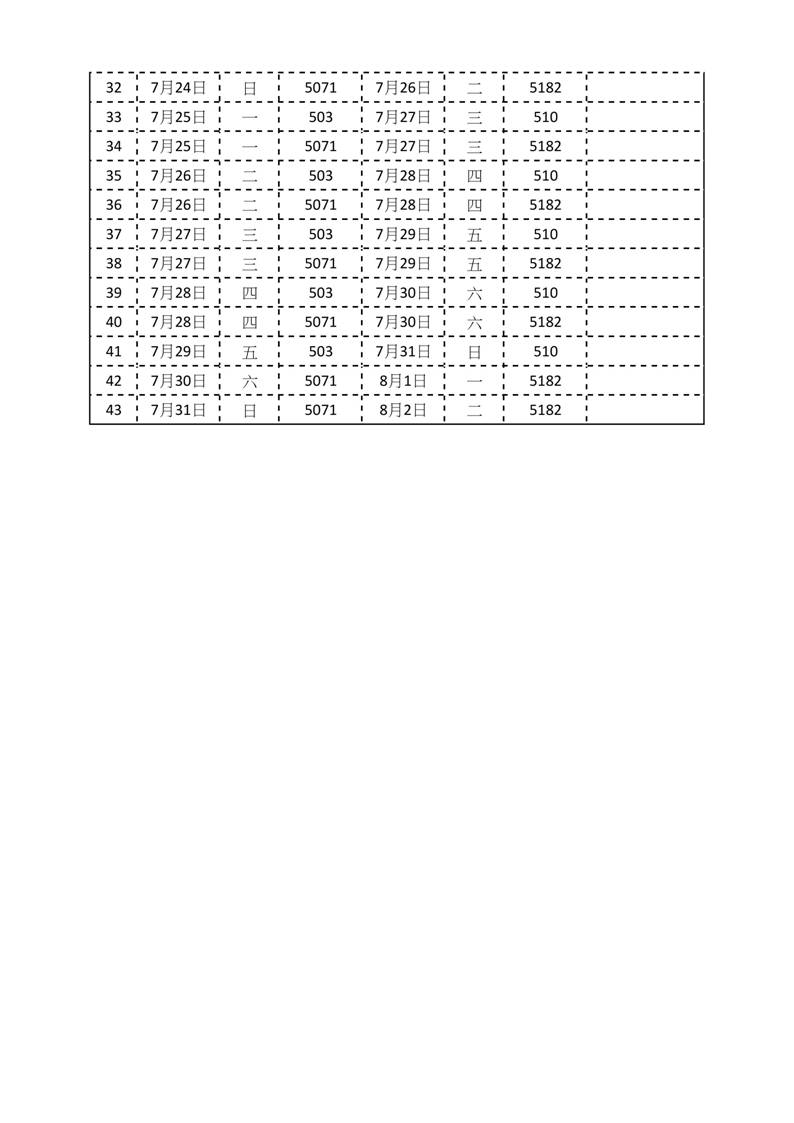 32 7月24日 日 5071 7月26日 二 5182
33 7月25日 一 503 7月27日 三 510
34 7月25日 一 5071 7月27日 三 5182
35 7月26日 二 503 7月28日 四 510
36 7月26日 二 5071 7月28日 四 5182
37 7月27日 三 503 7月29日 五 510
38 7月27日 三 5071 7月29日 五 5182
39 7月28日 四 503 7月30日 六 510
40 7月28日 四 5071 7月30日 六 5182
41 7月29日 五 503 7月31日 日 510
42 7月30日 六 5071 8月1日 一 5182
43 7月31日 日 5071 8月2日 二 5182